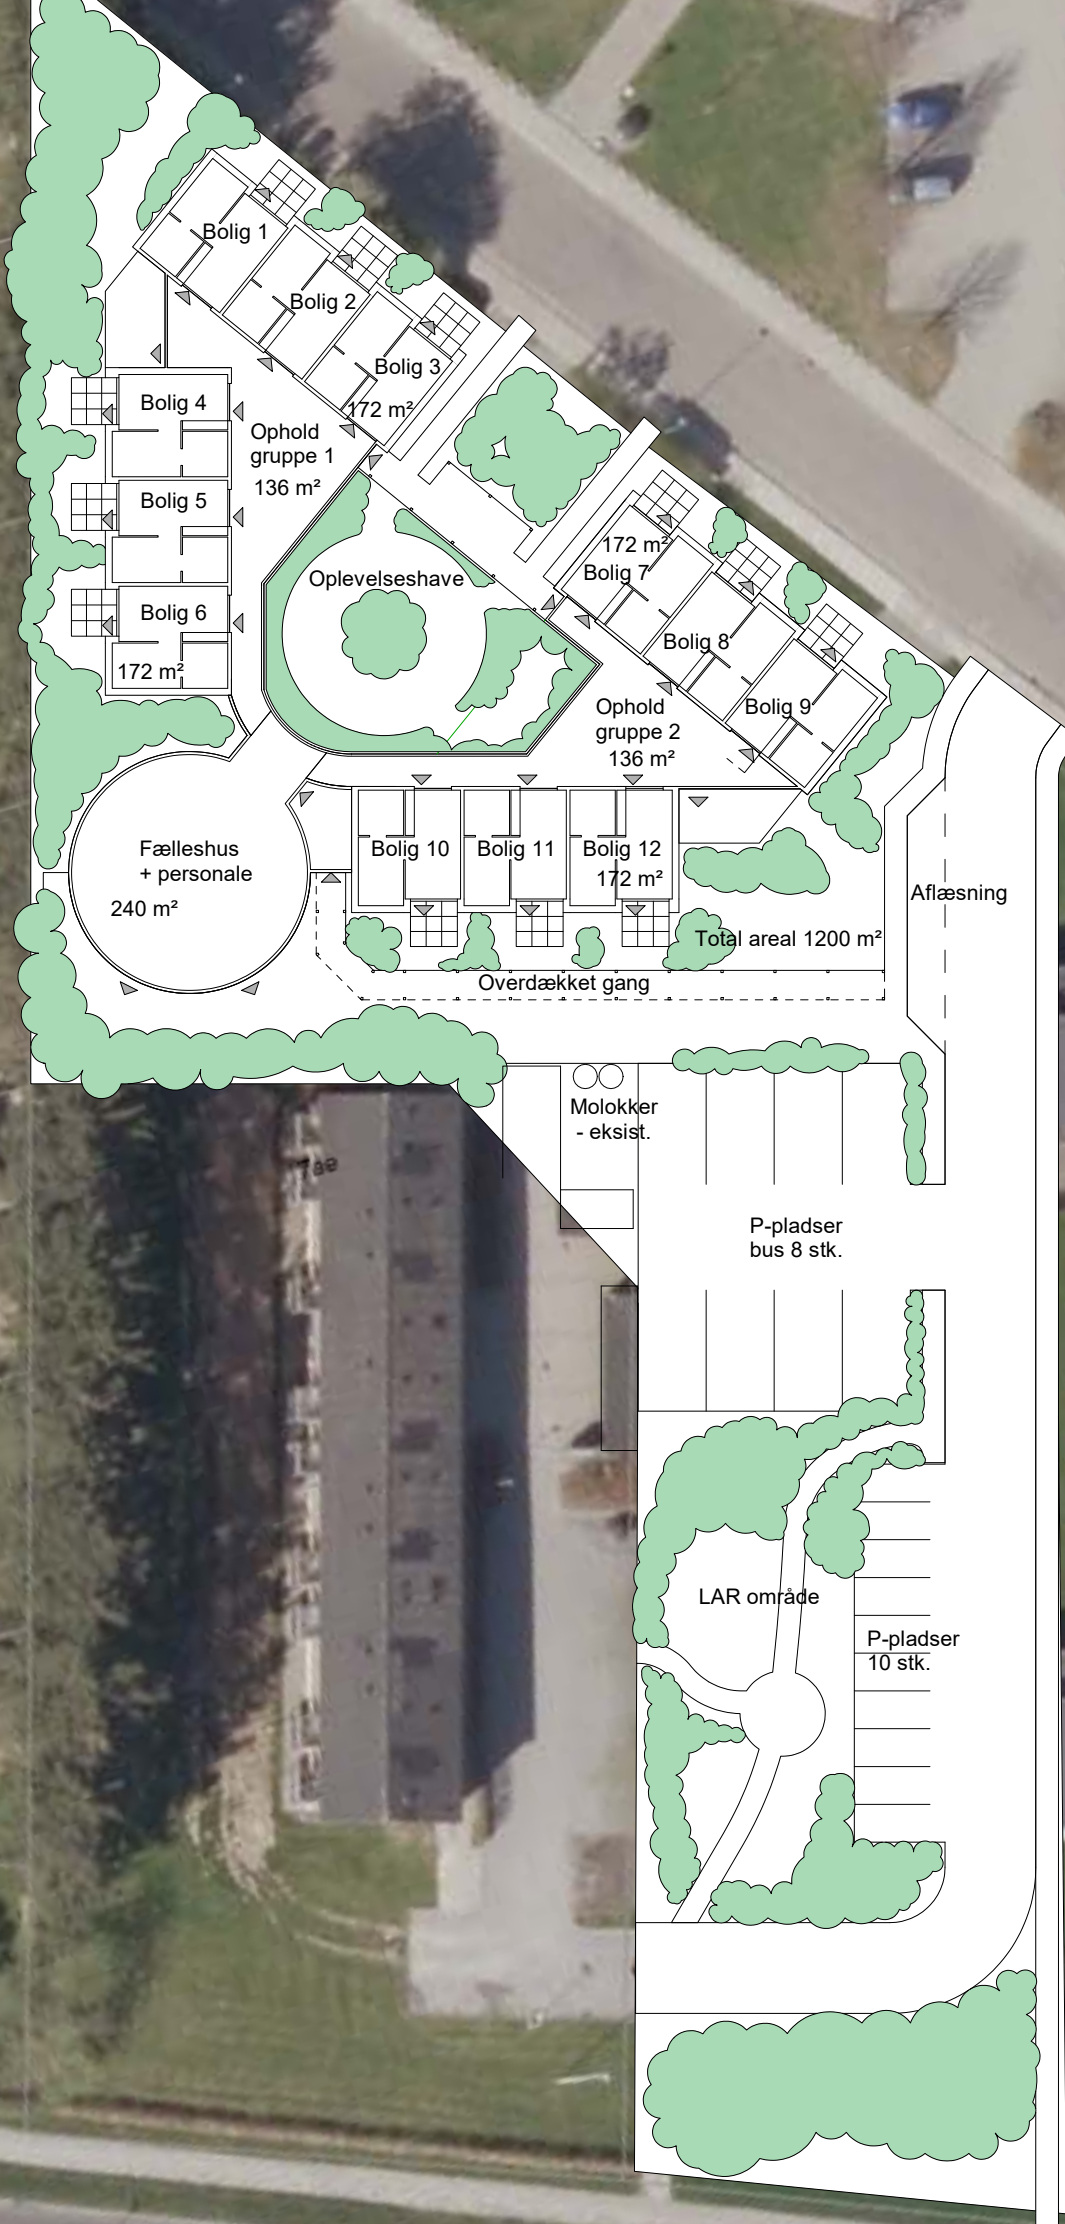 Bolig 1
Bolig 2
Bolig 3
172 m²
Bolig 4
Ophold
gruppe 1
136 m²
Bolig 5
Bolig 6
172 m²
Oplevelseshave
172 m²
Bolig 7
Bolig 8
Bolig 9
Ophold
gruppe 2
136 m²
Fælleshus
+ personale
240 m²
Bolig 10
Bolig 11
Bolig 12
172 m²
Aflæsning
Total areal 1200 m²
Overdækket gang
Molokker
- eksist.
P-pladser
bus 8 stk.
LAR område
P-pladser
10 stk.